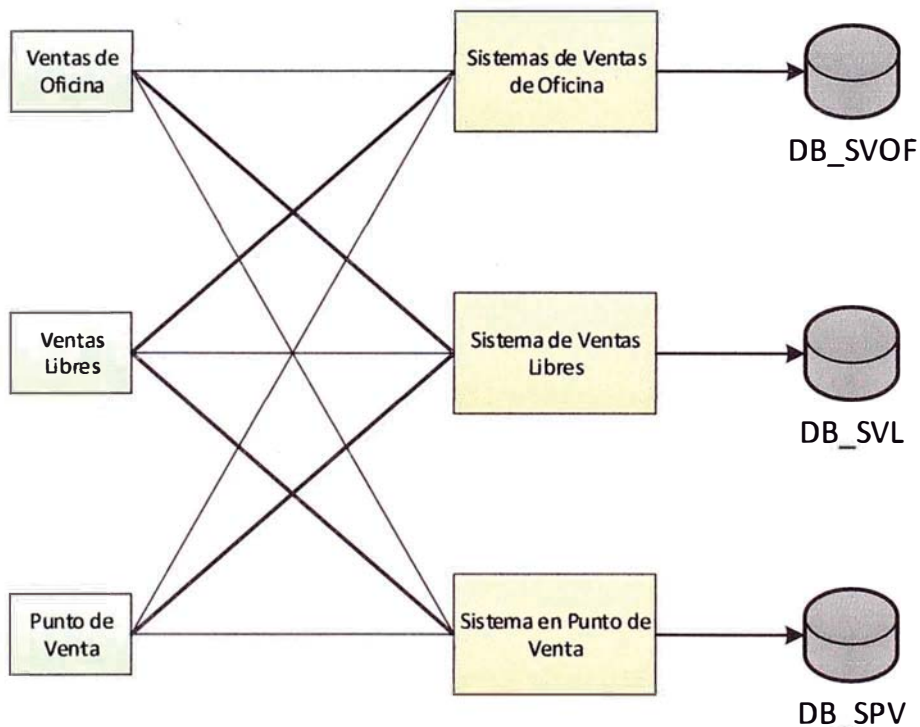 Ventas de
Oficina
Sistemas de Ventas
de Oficina
DB_SVOF
Ventas
Libres
Sistema de Ventas
Libres
DB_SVL
Punto de
Venta
Sistema en Punto de
Venta
DB_SPV